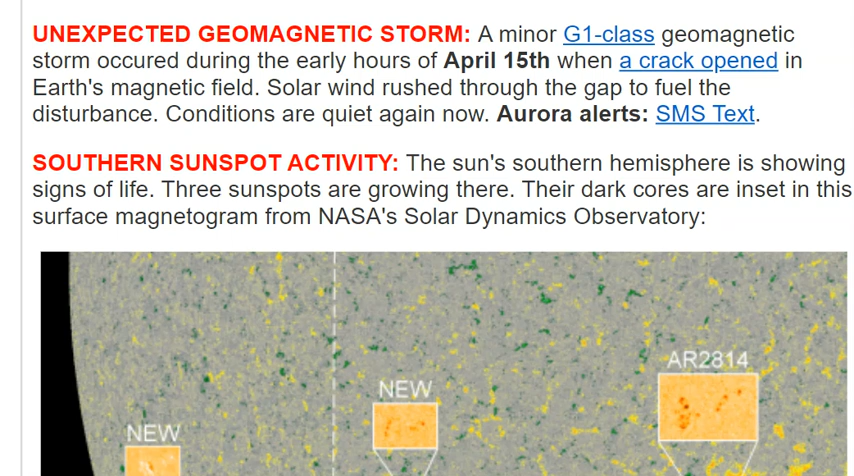 UNEXPECTED GEOMAGNETIC STORM: A minor G1-class geomagnetic
storm occured during the early hours of April 15th when a crack opened in
Earth's magnetic field. Solar wind rushed through the gap to fuel the
disturbance. Conditions are quiet again now. Aurora alerts: SMS Text.
SOUTHERN SUNSPOT ACTIVITY: The sun's southern hemisphere is showing
signs of life. Three sunspots are growing there. Their dark cores are inset in this
surface magnetogram from NASA's Solar Dynamics Observatory:
AR2814
NEW
NEW